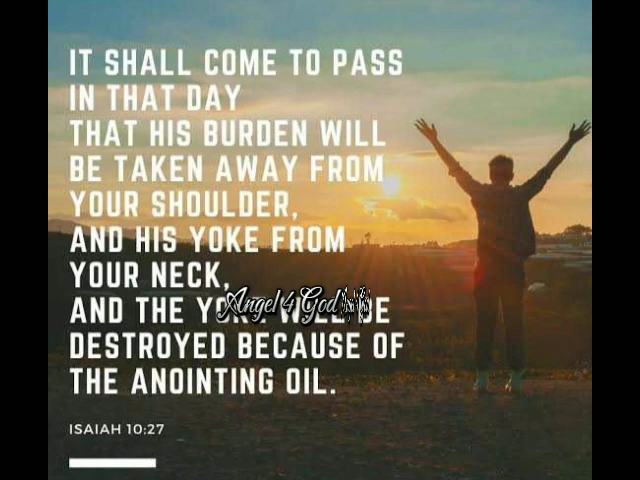 IT SHALL COME TO PASS
IN THAT DAY
THAT HIS BURDEN WILL
BE TAKEN AWAY FROM
YOUR SHOULDER,
AND HIS YOKE FROM
YOUR NECK,
AND THE YOKE WILL BE
Angel 4 God
DESTROYED BECAUSE OF
THE ANOINTING OIL.
ISAIAH 10:27